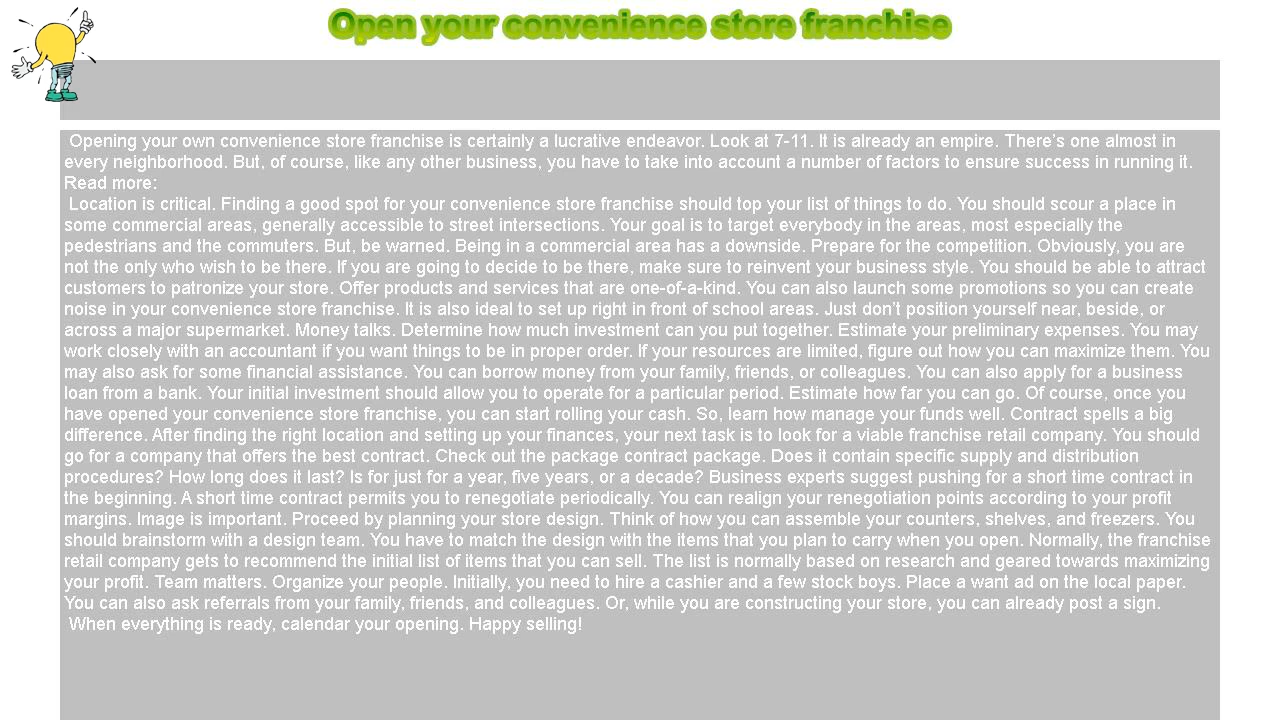 Open your convenience store franchise
Opening your own convenience store franchise is certainly a lucrative endeavor. Look at 7-11. It is already an empire. There’s one almost in
every neighborhood. But, of course, like any other business, you have to take into account a number of factors to ensure success in running it.
Read more:
Location is critical. Finding a good spot for your convenience store franchise should top your list of things to do. You should scour a place in
some commercial areas, generally accessible to street intersections. Your goal is to target everybody in the areas, most especially the
pedestrians and the commuters. But, be warned. Being in a commercial area has a downside. Prepare for the competition. Obviously, you are
not the only who wish to be there. If you are going to decide to be there, make sure to reinvent your business style. You should be able to attract
customers to patronize your store. Offer products and services that are one-of-a-kind. You can also launch some promotions so you can create
noise in your convenience store franchise. It is also ideal to set up right in front of school areas. Just don’t position yourself near, beside, or
across a major supermarket. Money talks. Determine how much investment can you put together. Estimate your preliminary expenses. You may
work closely with an accountant if you want things to be in proper order. If your resources are limited, figure out how you can maximize them. You
may also ask for some financial assistance. You can borrow money from your family, friends, or colleagues. You can also apply for a business
loan from a bank. Your initial investment should allow you to operate for a particular period. Estimate how far you can go. Of course, once you
have opened your convenience store franchise, you can start rolling your cash. So, learn how manage your funds well. Contract spells a big
difference. After finding the right location and setting up your finances, your next task is to look for a viable franchise retail company. You should
go for a company that offers the best contract. Check out the package contract package. Does it contain specific supply and distribution
procedures? How long does it last? Is for just for a year, five years, or a decade? Business experts suggest pushing for a short time contract in
the beginning. A short time contract permits you to renegotiate periodically. You can realign your renegotiation points according to your profit
margins. Image is important. Proceed by planning your store design. Think of how you can assemble your counters, shelves, and freezers. You
should brainstorm with a design team. You have to match the design with the items that you plan to carry when you open. Normally, the franchise
retail company gets to recommend the initial list of items that you can sell. The list is normally based on research and geared towards maximizing
your profit. Team matters. Organize your people. Initially, you need to hire a cashier and a few stock boys. Place a want ad on the local paper.
You can also ask referrals from your family, friends, and colleagues. Or, while you are constructing your store, you can already post a sign.
When everything is ready, calendar your opening. Happy selling!